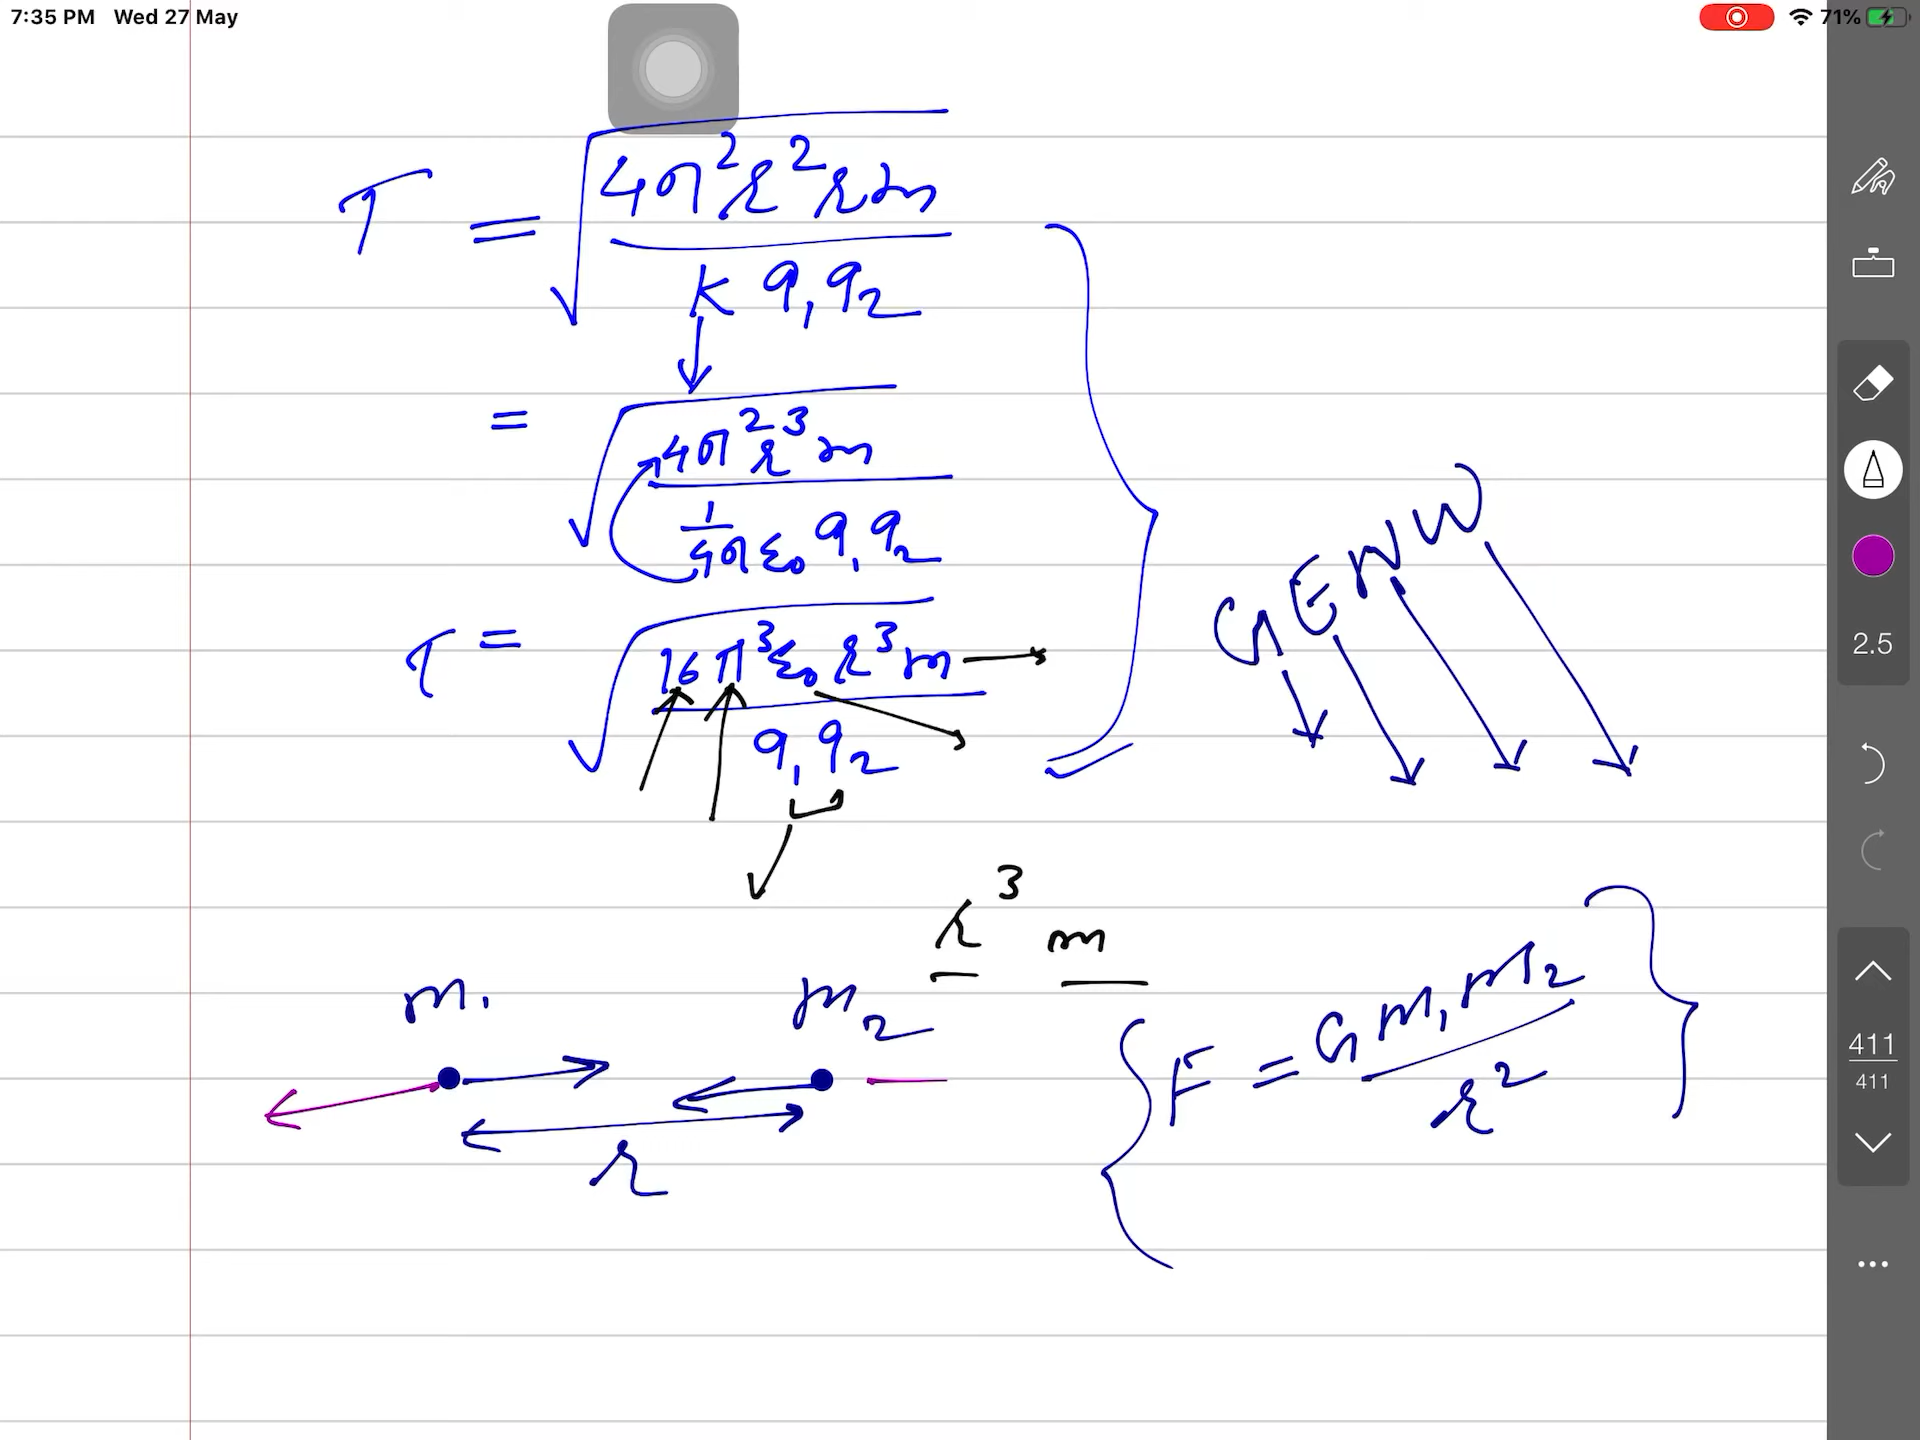 7:35 PM Wed 27 May
71%
T = √(4π²r²rm / k q₁q₂)
= √(4π²r³m / (1/4πε₀ q₁q₂))
T = √(16π³ε₀r³m / q₁q₂)
GENW
2.5
r³ m
m₁ m₂
r
F = Gm₁m₂ / r²
411
411